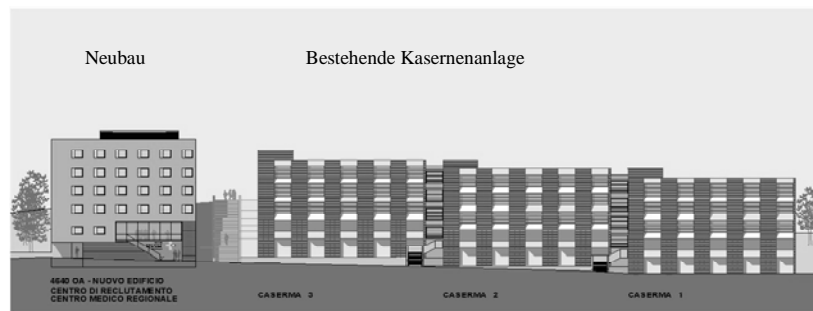 Neubau
Bestehende Kasernenanlage
4640 OA - NUOVO EDIFICIO
CENTRO DI RECLUTAMENTO
CENTRO MEDICO REGIONALE
CASERMA 3
CASERMA 2
CASERMA 1